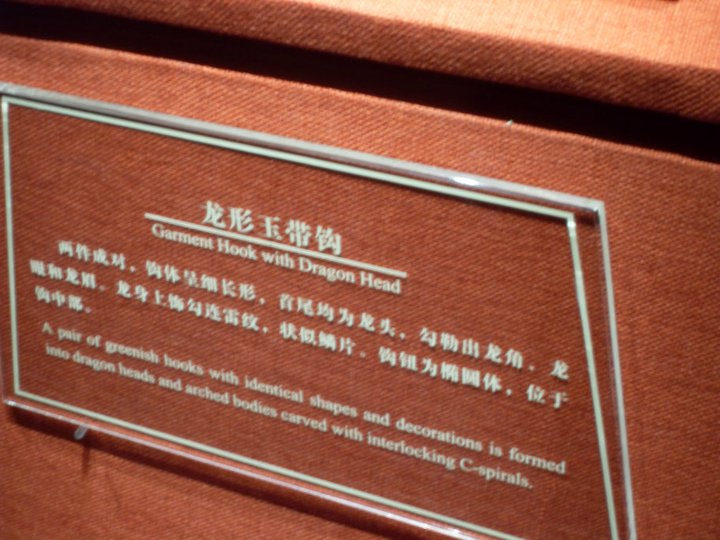 龙形玉带钩
Garment Hook with Dragon Head
两件成对，钩体呈细长形，首尾均为龙头，勾勒出龙角、龙
眼和龙眉。龙身上饰勾连雷纹，状似鳞片。钩钮为椭圆体，位于
钩中部。
A pair of greenish hooks with identical shapes and decorations is formed
into dragon heads and arched bodies carved with interlocking C-spirals.